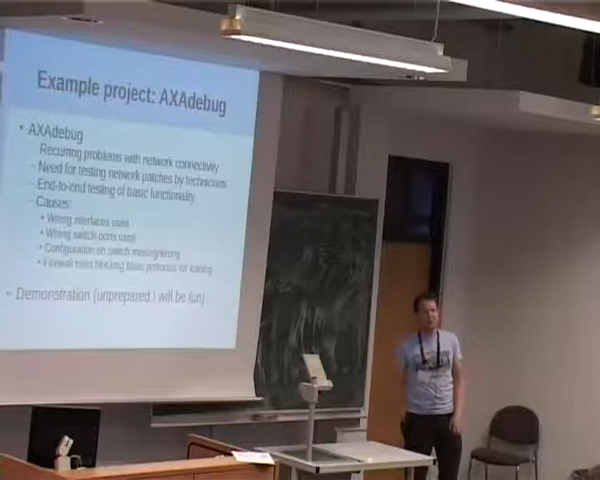 Example project: AXAdebug
• AXAdebug
Recurring problems with network connectivity
– Need for testing network patches by technicians
– End-to-end testing of basic functionality
– Causes:
• Wrong interfaces used
• Wrong switch ports used
• Configuration on switch missing/wrong
• Firewall rules blocking basic protocols for testing
– Demonstration (unprepared! will be fun)